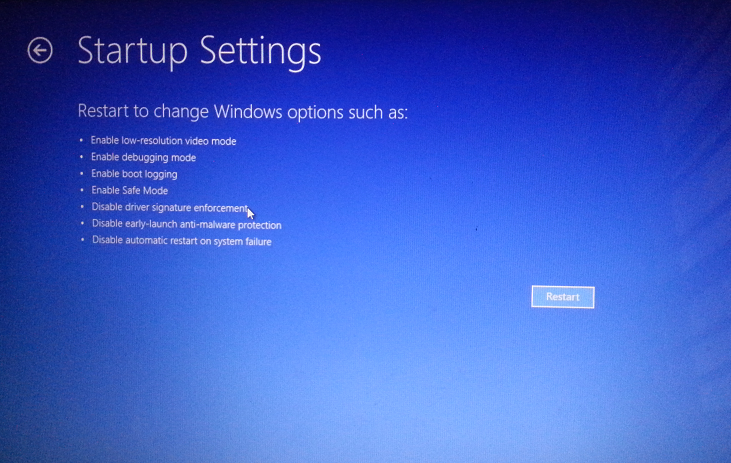 Startup Settings
Restart to change Windows options such as:
• Enable low-resolution video mode
• Enable debugging mode
• Enable boot logging
• Enable Safe Mode
• Disable driver signature enforcement
• Disable early-launch anti-malware protection
• Disable automatic restart on system failure
Restart